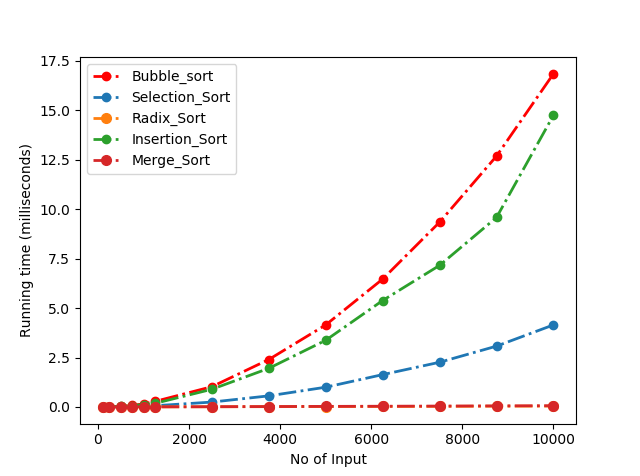 17.5
15.0
12.5
10.0
7.5
5.0
2.5
0.0
Running time (milliseconds)
Bubble_sort
Selection_Sort
Radix_Sort
Insertion_Sort
Merge_Sort
0 2000 4000 6000 8000 10000
No of Input